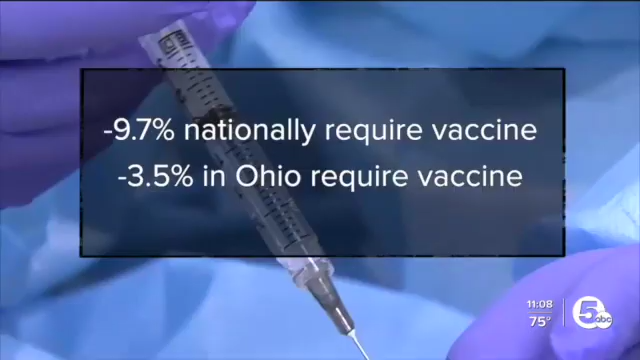 -9.7% nationally require vaccine
-3.5% in Ohio require vaccine
11:08
75°
5
abc